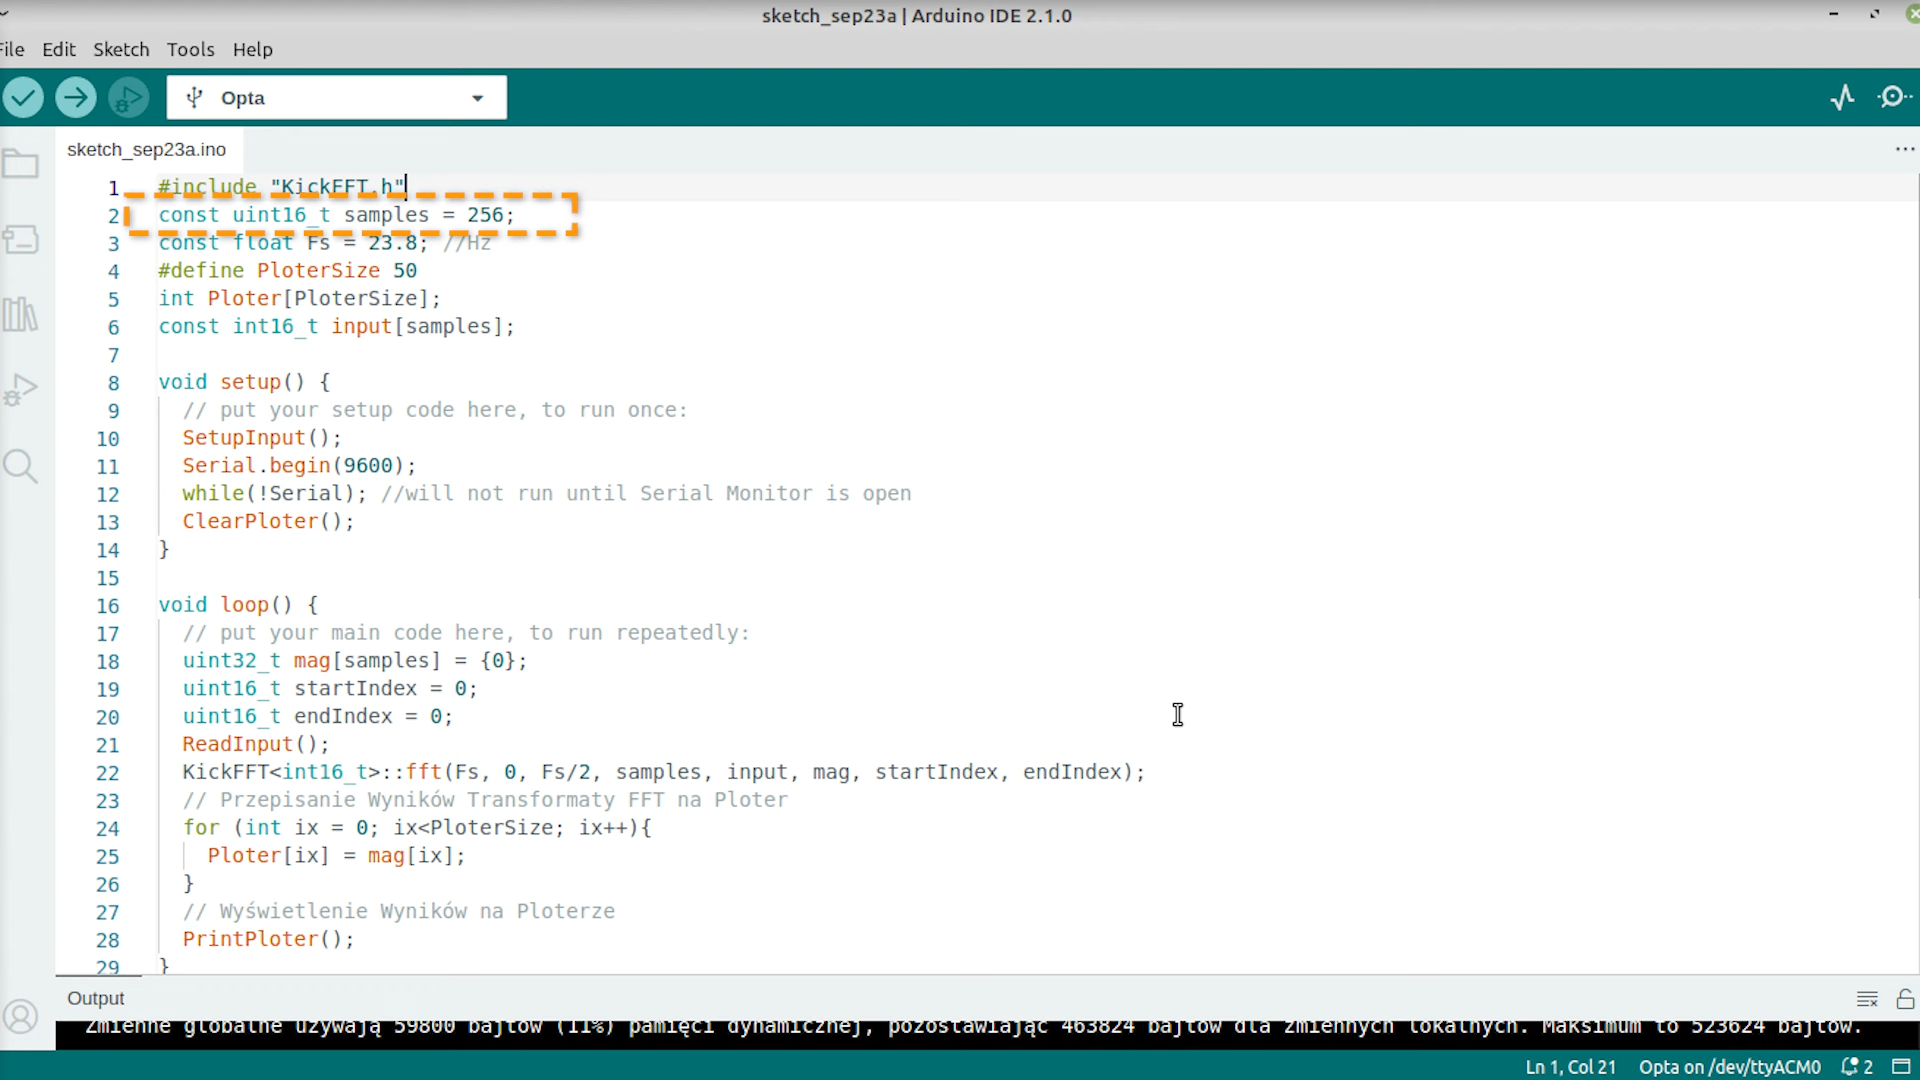 sketch_sep23a | Arduino IDE 2.1.0
File Edit Sketch Tools Help
Opta
sketch_sep23a.ino
1 #include "KickFFT.h"
2 const uint16_t samples = 256;
3 const float Fs = 23.8; //Hz
4 #define PloterSize 50
5 int Ploter[PloterSize];
6 const int16_t input[samples];
7
8 void setup() {
9 // put your setup code here, to run once:
10 SetupInput();
11 Serial.begin(9600);
12 while(!Serial); //will not run until Serial Monitor is open
13 ClearPloter();
14 }
15
16 void loop() {
17 // put your main code here, to run repeatedly:
18 uint32_t mag[samples] = {0};
19 uint16_t startIndex = 0;
20 uint16_t endIndex = 0;
21 ReadInput();
22 KickFFT<int16_t>::fft(Fs, 0, Fs/2, samples, input, mag, startIndex, endIndex);
23 // Przepisanie Wyników Transformaty FFT na Ploter
24 for (int ix = 0; ix<PloterSize; ix++){
25 Ploter[ix] = mag[ix];
26 }
27 // Wyświetlenie Wyników na Ploterze
28 PrintPloter();
29 }
Output
Zmienne globalne używają 59800 bajtów (11%) pamięci dynamicznej, pozostawiając 463824 bajtów dla zmiennych lokalnych. Maksimum to 523624 bajtów.
Ln 1, Col 21 Opta on /dev/ttyACM0 2